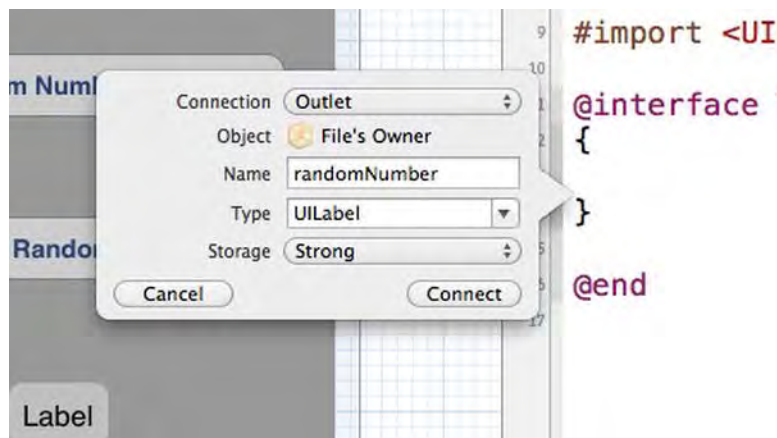 9
#import <UI
10
m Num
Connection Outlet
@interface
Object File's Owner
{
Name randomNumber
Type UILabel
}
Rando
Storage Strong
Cancel Connect
@end
17
Label